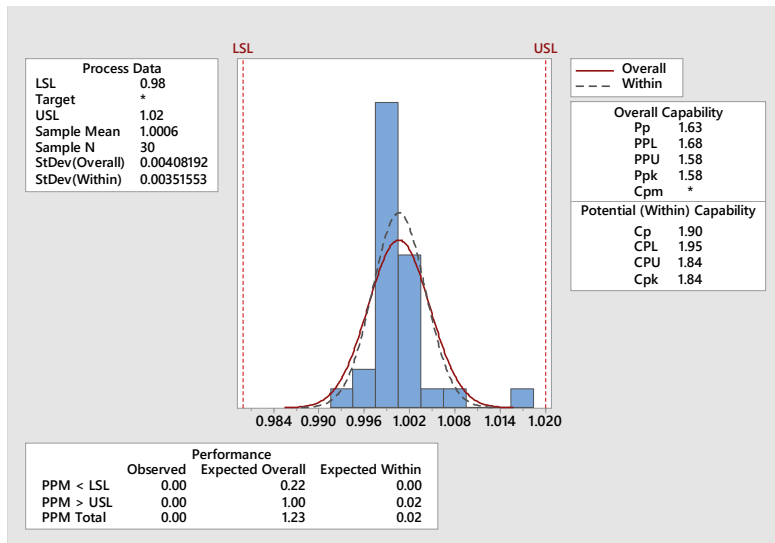 LSL USL
Process Data
LSL 0.98
Target *
USL 1.02
Sample Mean 1.0006
Sample N 30
StDev(Overall) 0.00408192
StDev(Within) 0.00351553
Overall
Within
Overall Capability
Pp 1.63
PPL 1.68
PPU 1.58
Ppk 1.58
Cpm *
Potential (Within) Capability
Cp 1.90
CPL 1.95
CPU 1.84
Cpk 1.84
0.984 0.990 0.996 1.002 1.008 1.014 1.020
Performance
Observed Expected Overall Expected Within
PPM < LSL 0.00 0.22 0.00
PPM > USL 0.00 1.00 0.02
PPM Total 0.00 1.23 0.02